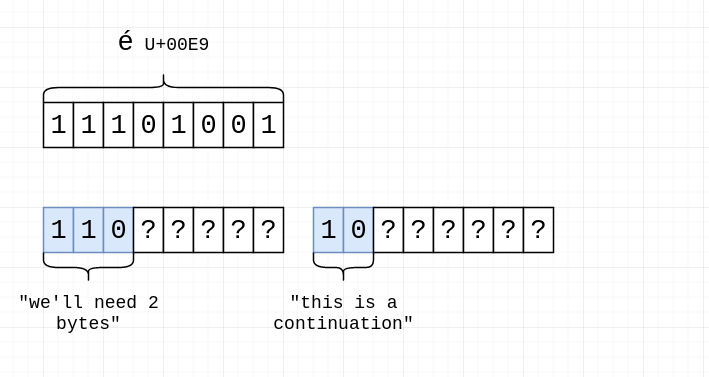 é U+00E9
1 1 1 0 1 0 0 1
1 1 0 ? ? ? ? ? 1 0 ? ? ? ? ? ?
"we'll need 2
bytes"
"this is a
continuation"